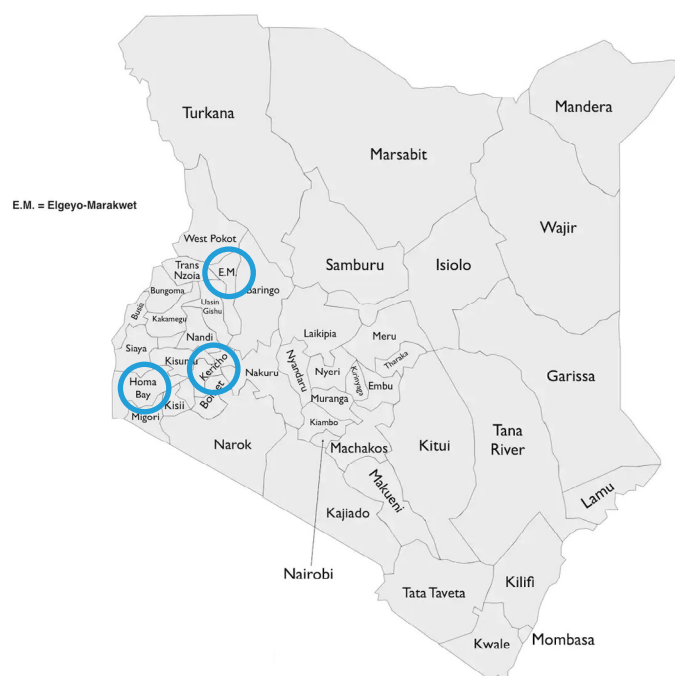 Mandera
Turkana
Marsabit
E.M. = Elgeyo-Marakwet
Wajir
West Pokot
Samburu
Isiolo
Trans
Nzoia
E.M.
Baringo
Bungoma
Busia
Uasin
Gishu
Kakamegu
Laikipia
Meru
Nandi
Siaya
Kisumu
Kericho
Nakuru
Nyandaru
Nyeri
Kirinyaga
Tharaka
Embu
Garissa
Homa
Bay
Bomet
Kisii
Muranga
Migori
Kiambo
Narok
Machakos
Kitui
Tana
River
Makueni
Lamu
Kajiado
Nairobi
Tata Taveta
Kilifi
Kwale
Mombasa